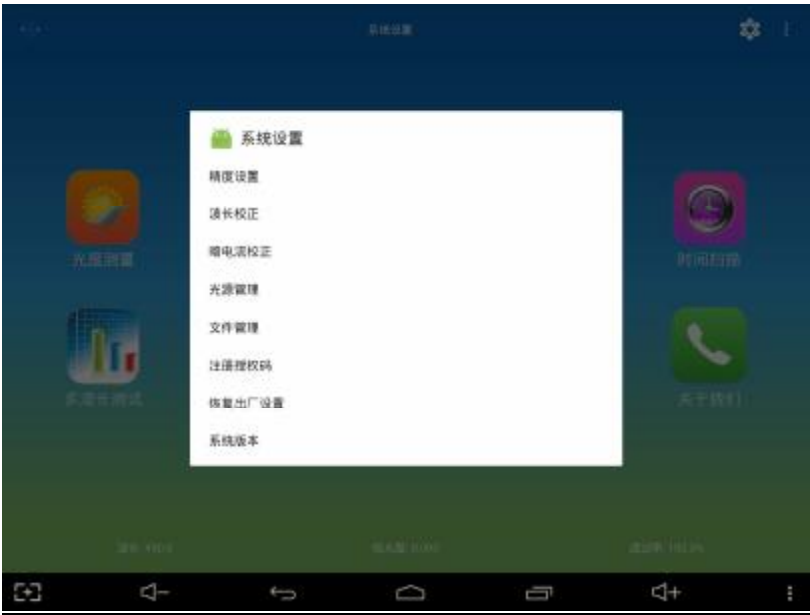 系统设置
系统设置
精度设置
波长校正
暗电流校正
光源管理
文件管理
注册授权码
恢复出厂设置
系统版本
光度测量
时间扫描
多波长测试
关于我们